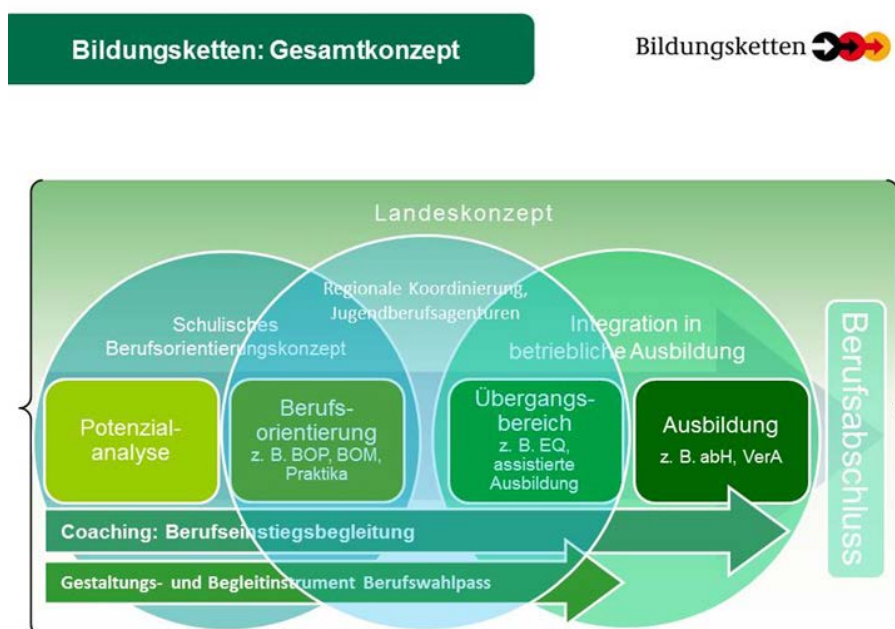 Bildungsketten: Gesamtkonzept
Bildungsketten
Landeskonzept
Regionale Koordinierung,
Jugendberufsagenturen
Schulisches
Berufsorientierungskonzept
Integration in
betriebliche Ausbildung
Potenzial-
analyse
Berufs-
orientierung
z. B. BOP, BOM,
Praktika
Übergangs-
bereich
z. B. EQ,
assistierte
Ausbildung
Ausbildung
z. B. abH, VerA
Berufsabschluss
Coaching: Berufseinstiegsbegleitung
Gestaltungs- und Begleitinstrument Berufswahlpass